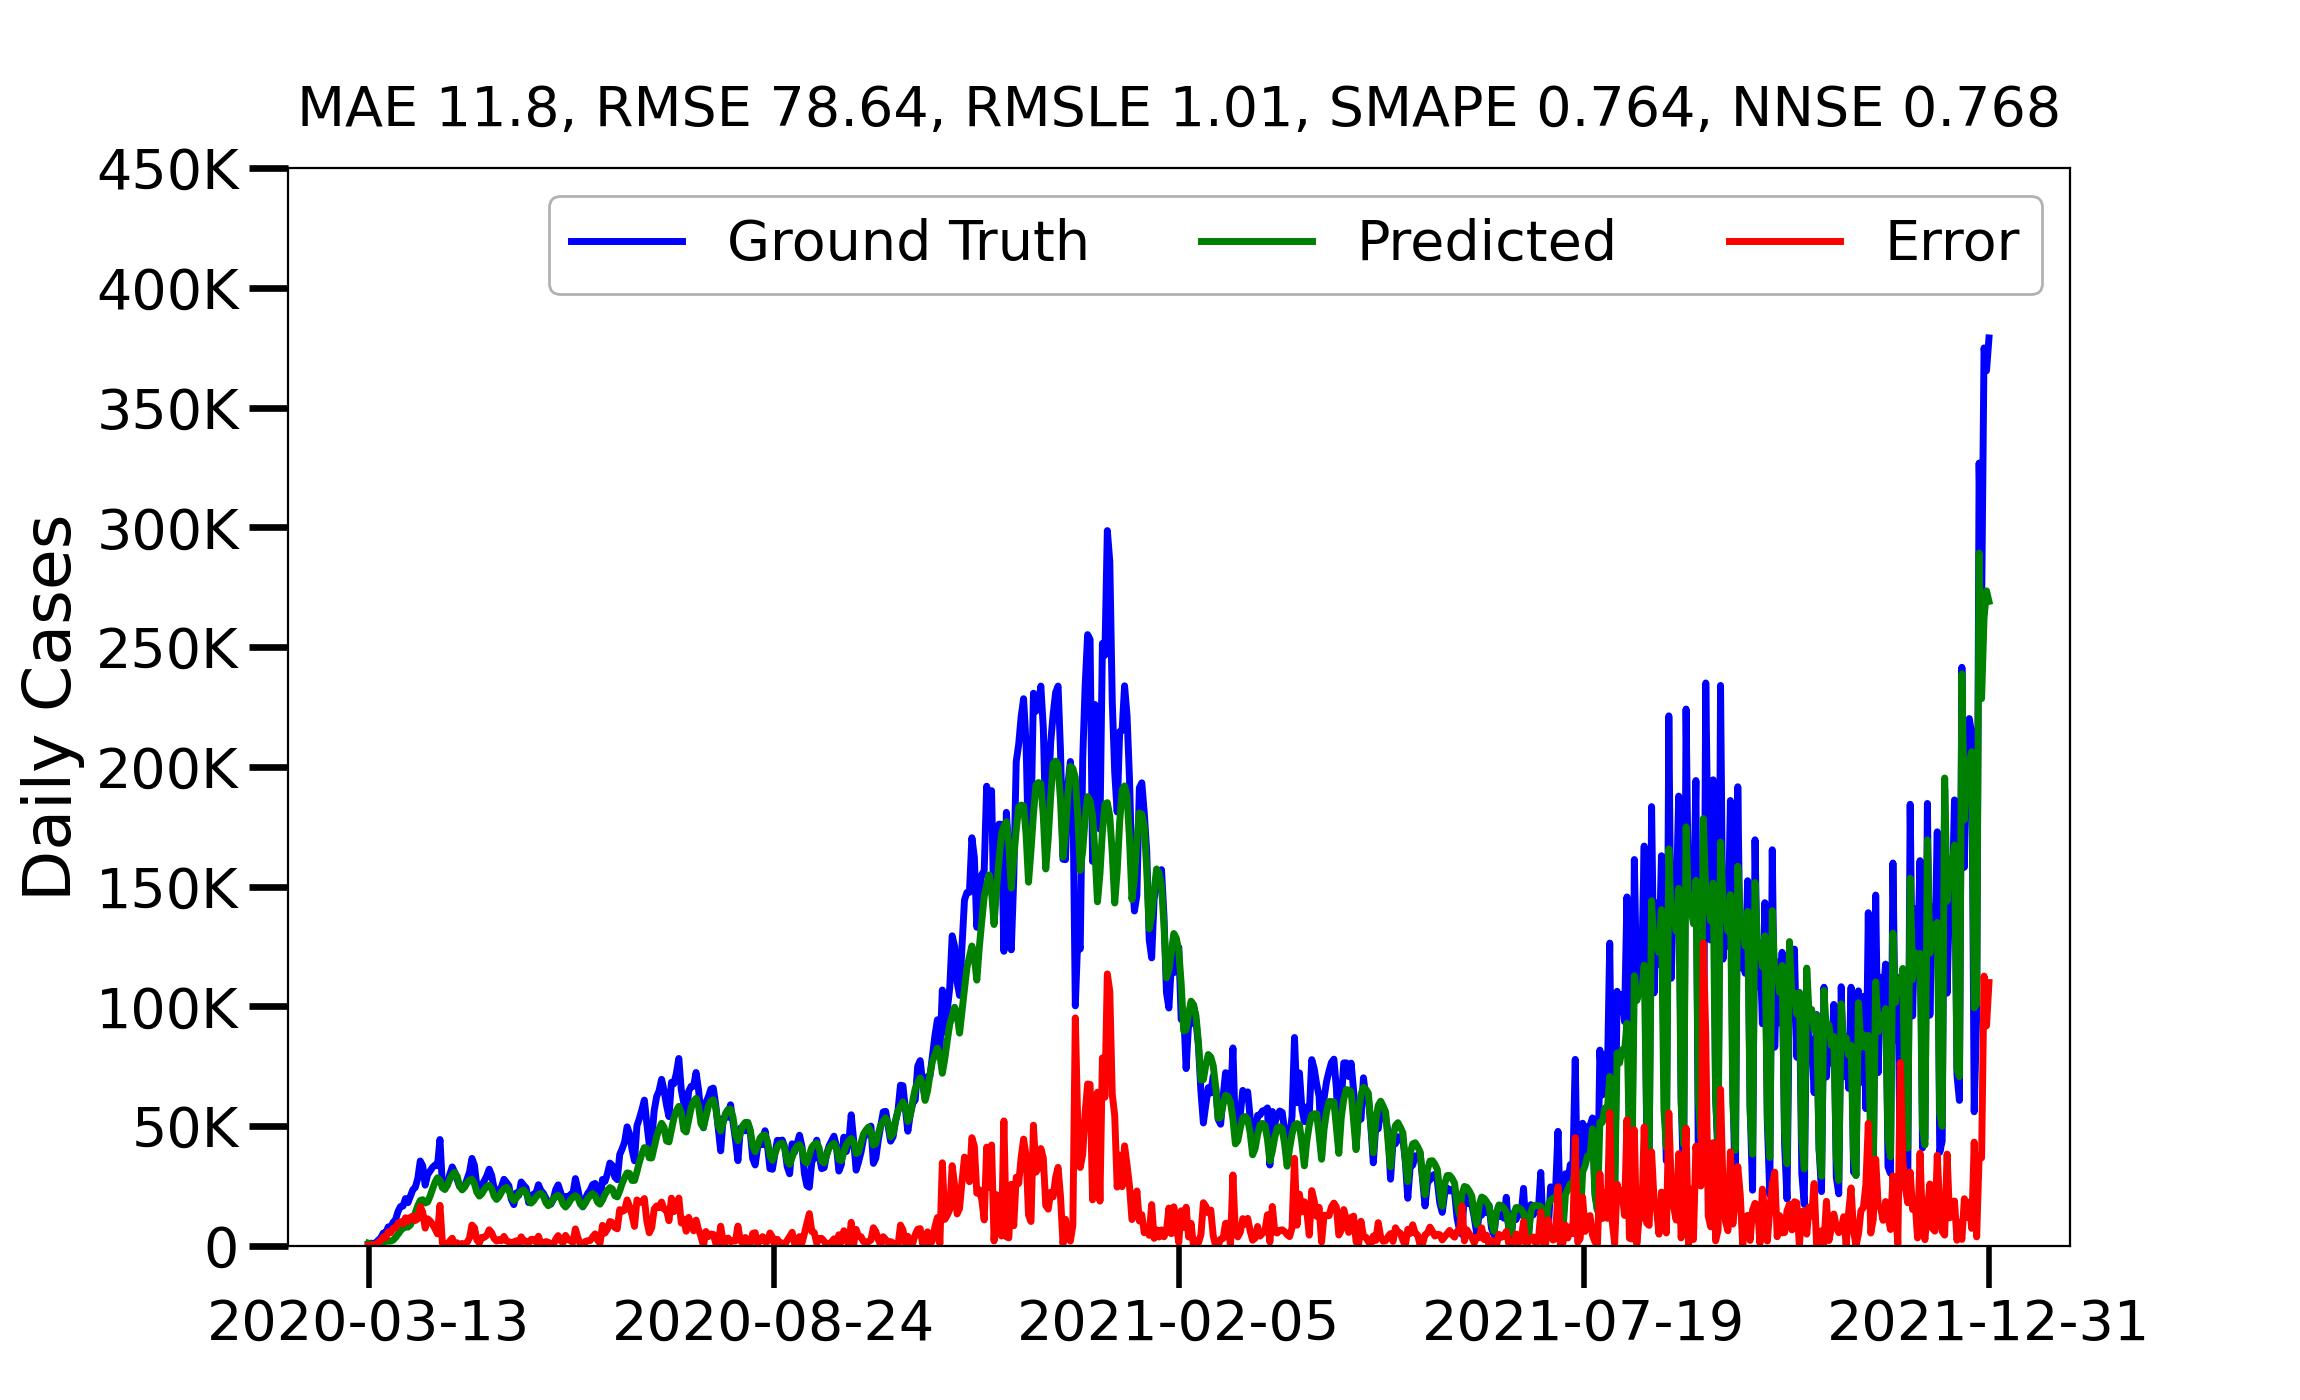 MAE 11.8, RMSE 78.64, RMSLE 1.01, SMAPE 0.764, NNSE 0.768
Ground Truth Predicted Error
Daily Cases
450K
400K
350K
300K
250K
200K
150K
100K
50K
0
2020-03-13 2020-08-24 2021-02-05 2021-07-19 2021-12-31